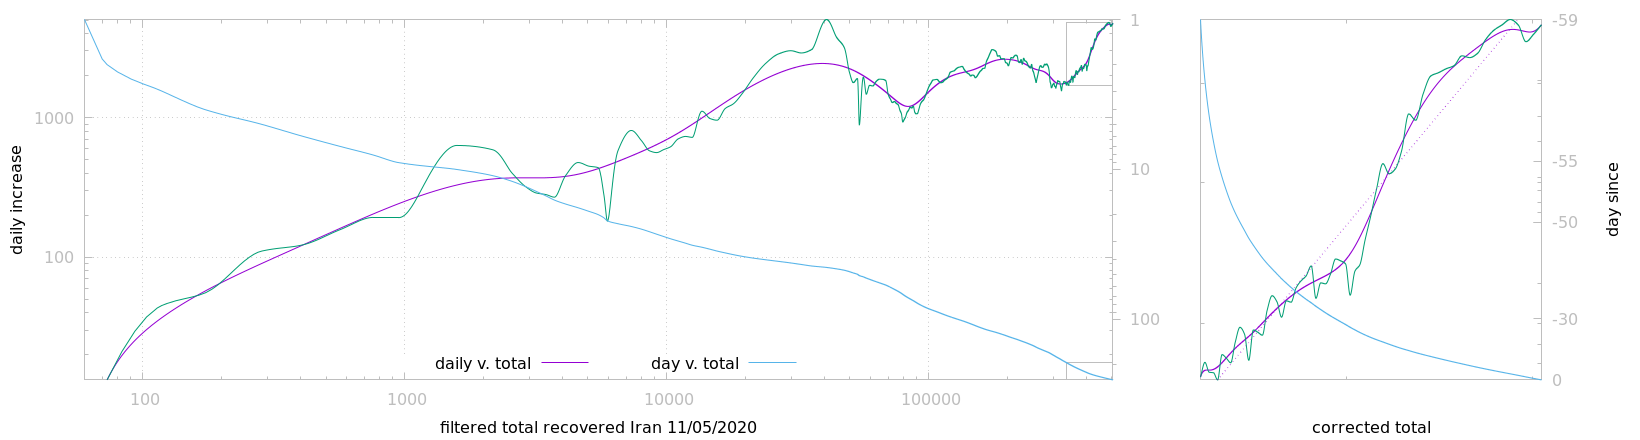 daily increase
1000
100
100
1000
10000
100000
1
10
100
daily v. total
day v. total
filtered total recovered Iran 11/05/2020
-59
-55
-50
-30
0
day since
corrected total